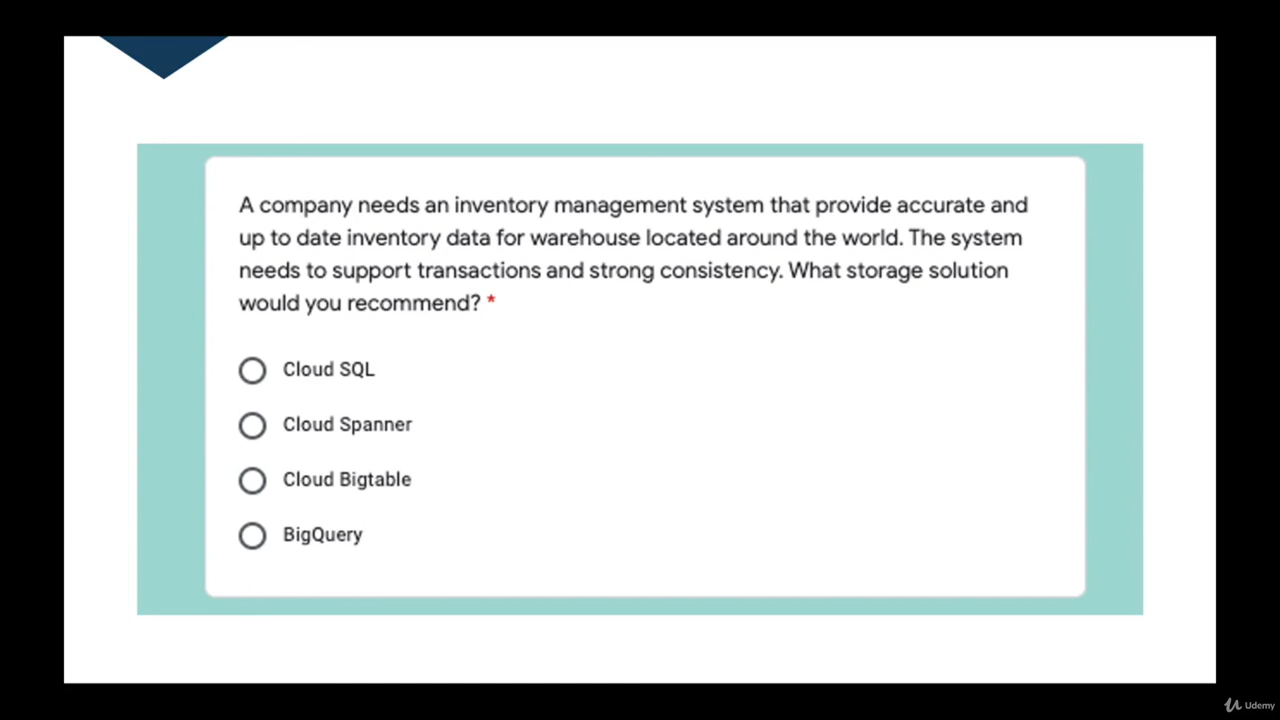 A company needs an inventory management system that provide accurate and
up to date inventory data for warehouse located around the world. The system
needs to support transactions and strong consistency. What storage solution
would you recommend? *
Cloud SQL
Cloud Spanner
Cloud Bigtable
BigQuery
Udemy